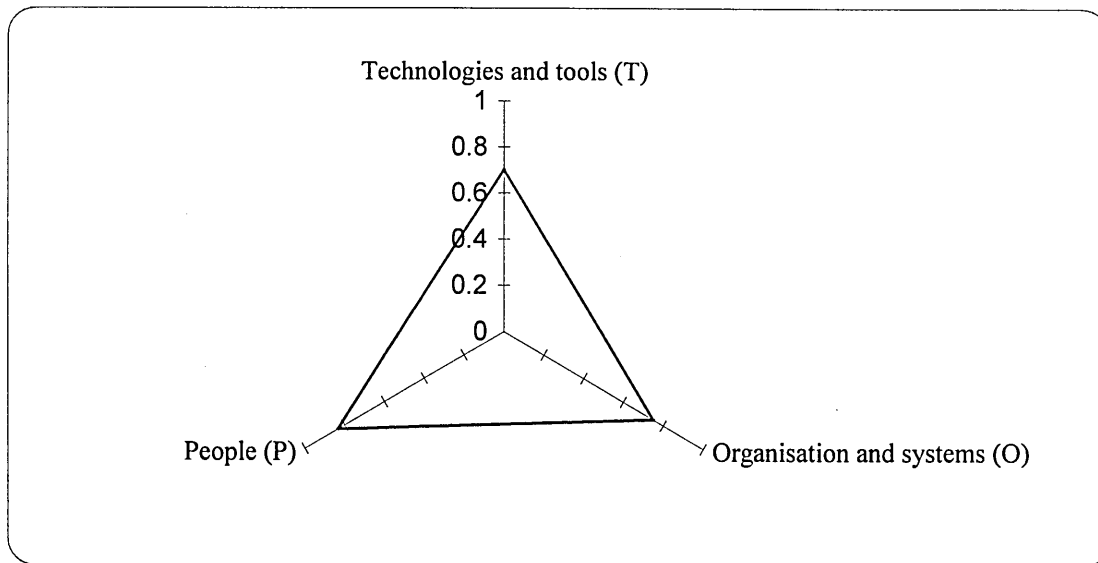 Technologies and tools (T)
1
0.8
0.6
0.4
0.2
0
People (P)
Organisation and systems (O)